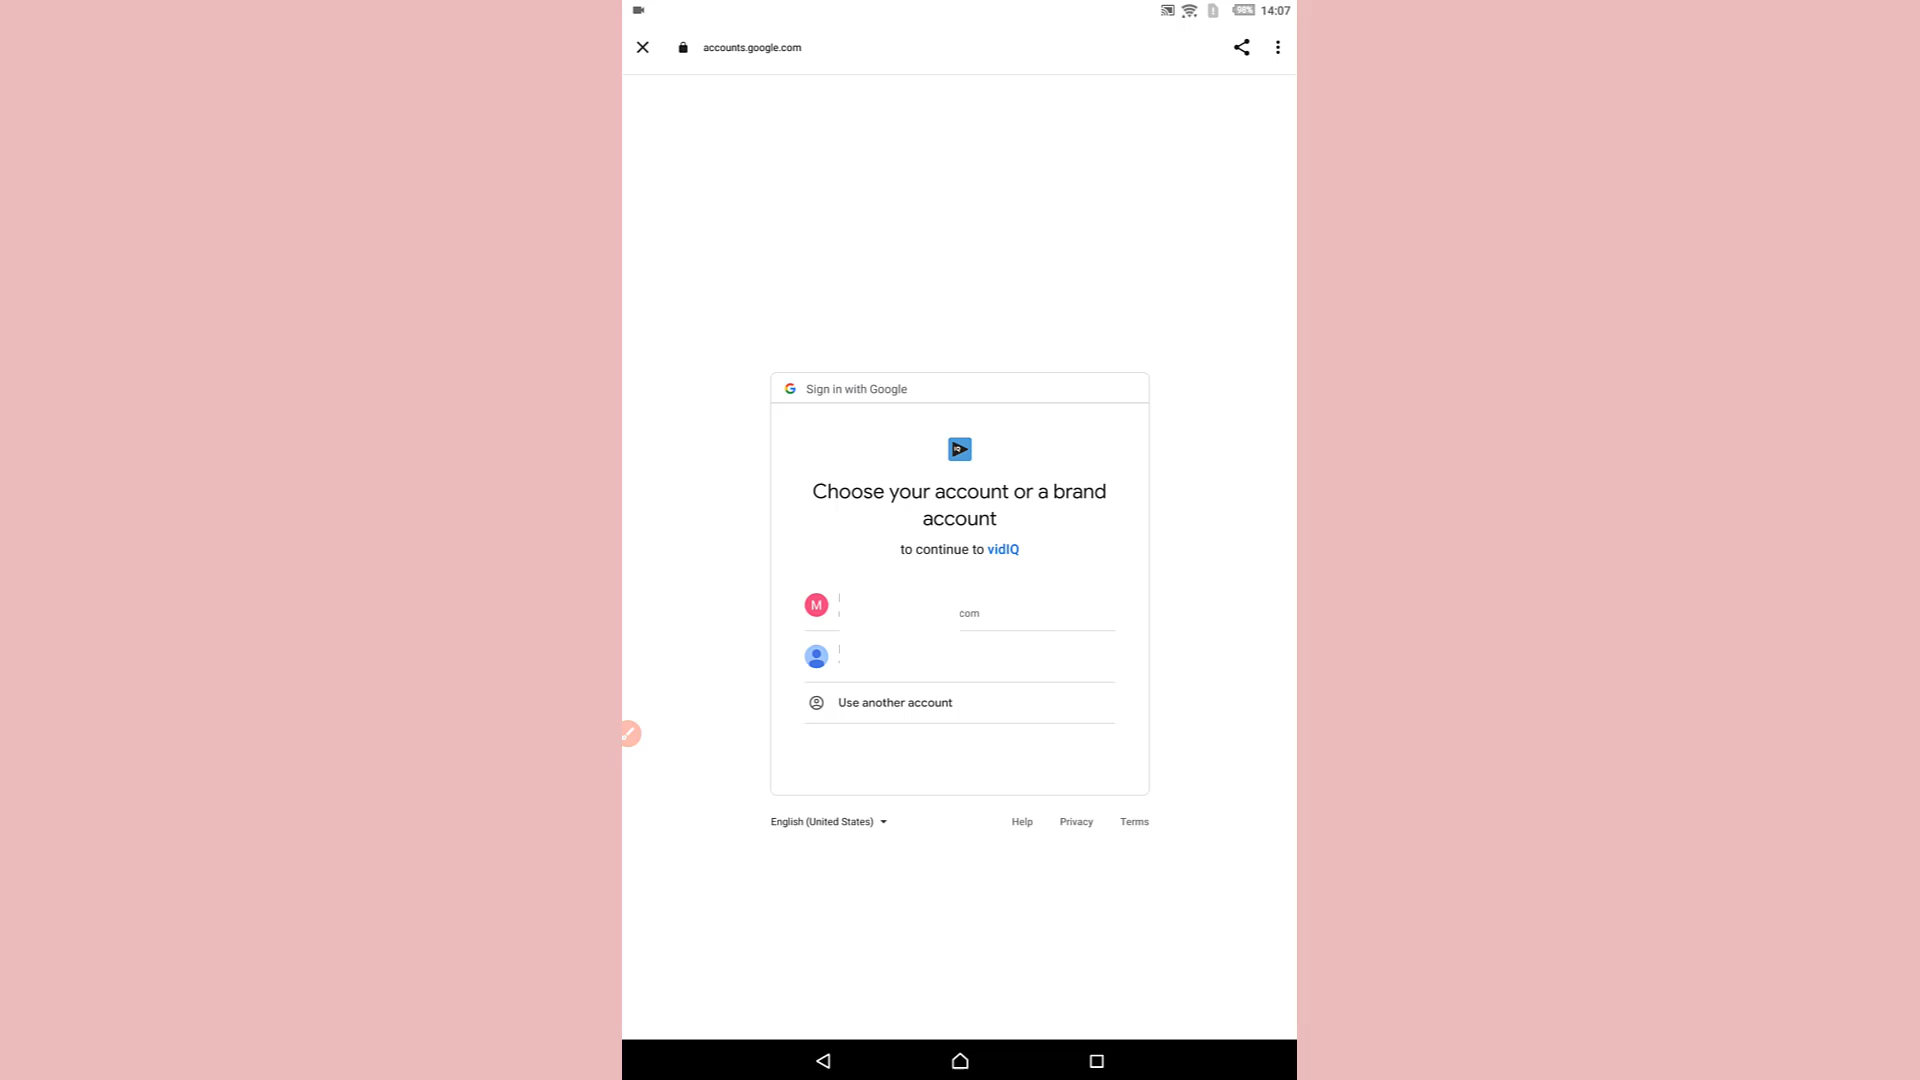 98% 14:07
accounts.google.com
Sign in with Google
Choose your account or a brand
account
to continue to vidIQ
M
com
Use another account
English (United States)
Help Privacy Terms